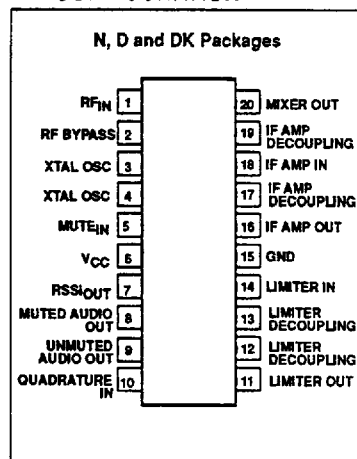 N, D and DK Packages
RFIN 1
RF BYPASS 2
XTAL OSC 3
XTAL OSC 4
MUTEIN 5
VCC 6
RSSIOUT 7
MUTED AUDIO
OUT 8
UNMUTED
AUDIO OUT 9
QUADRATURE
IN 10
20 MIXER OUT
19 IF AMP
DECOUPLING
18 IF AMP IN
17 IF AMP
DECOUPLING
16 IF AMP OUT
15 GND
14 LIMITER IN
13 LIMITER
DECOUPLING
12 LIMITER
DECOUPLING
11 LIMITER OUT